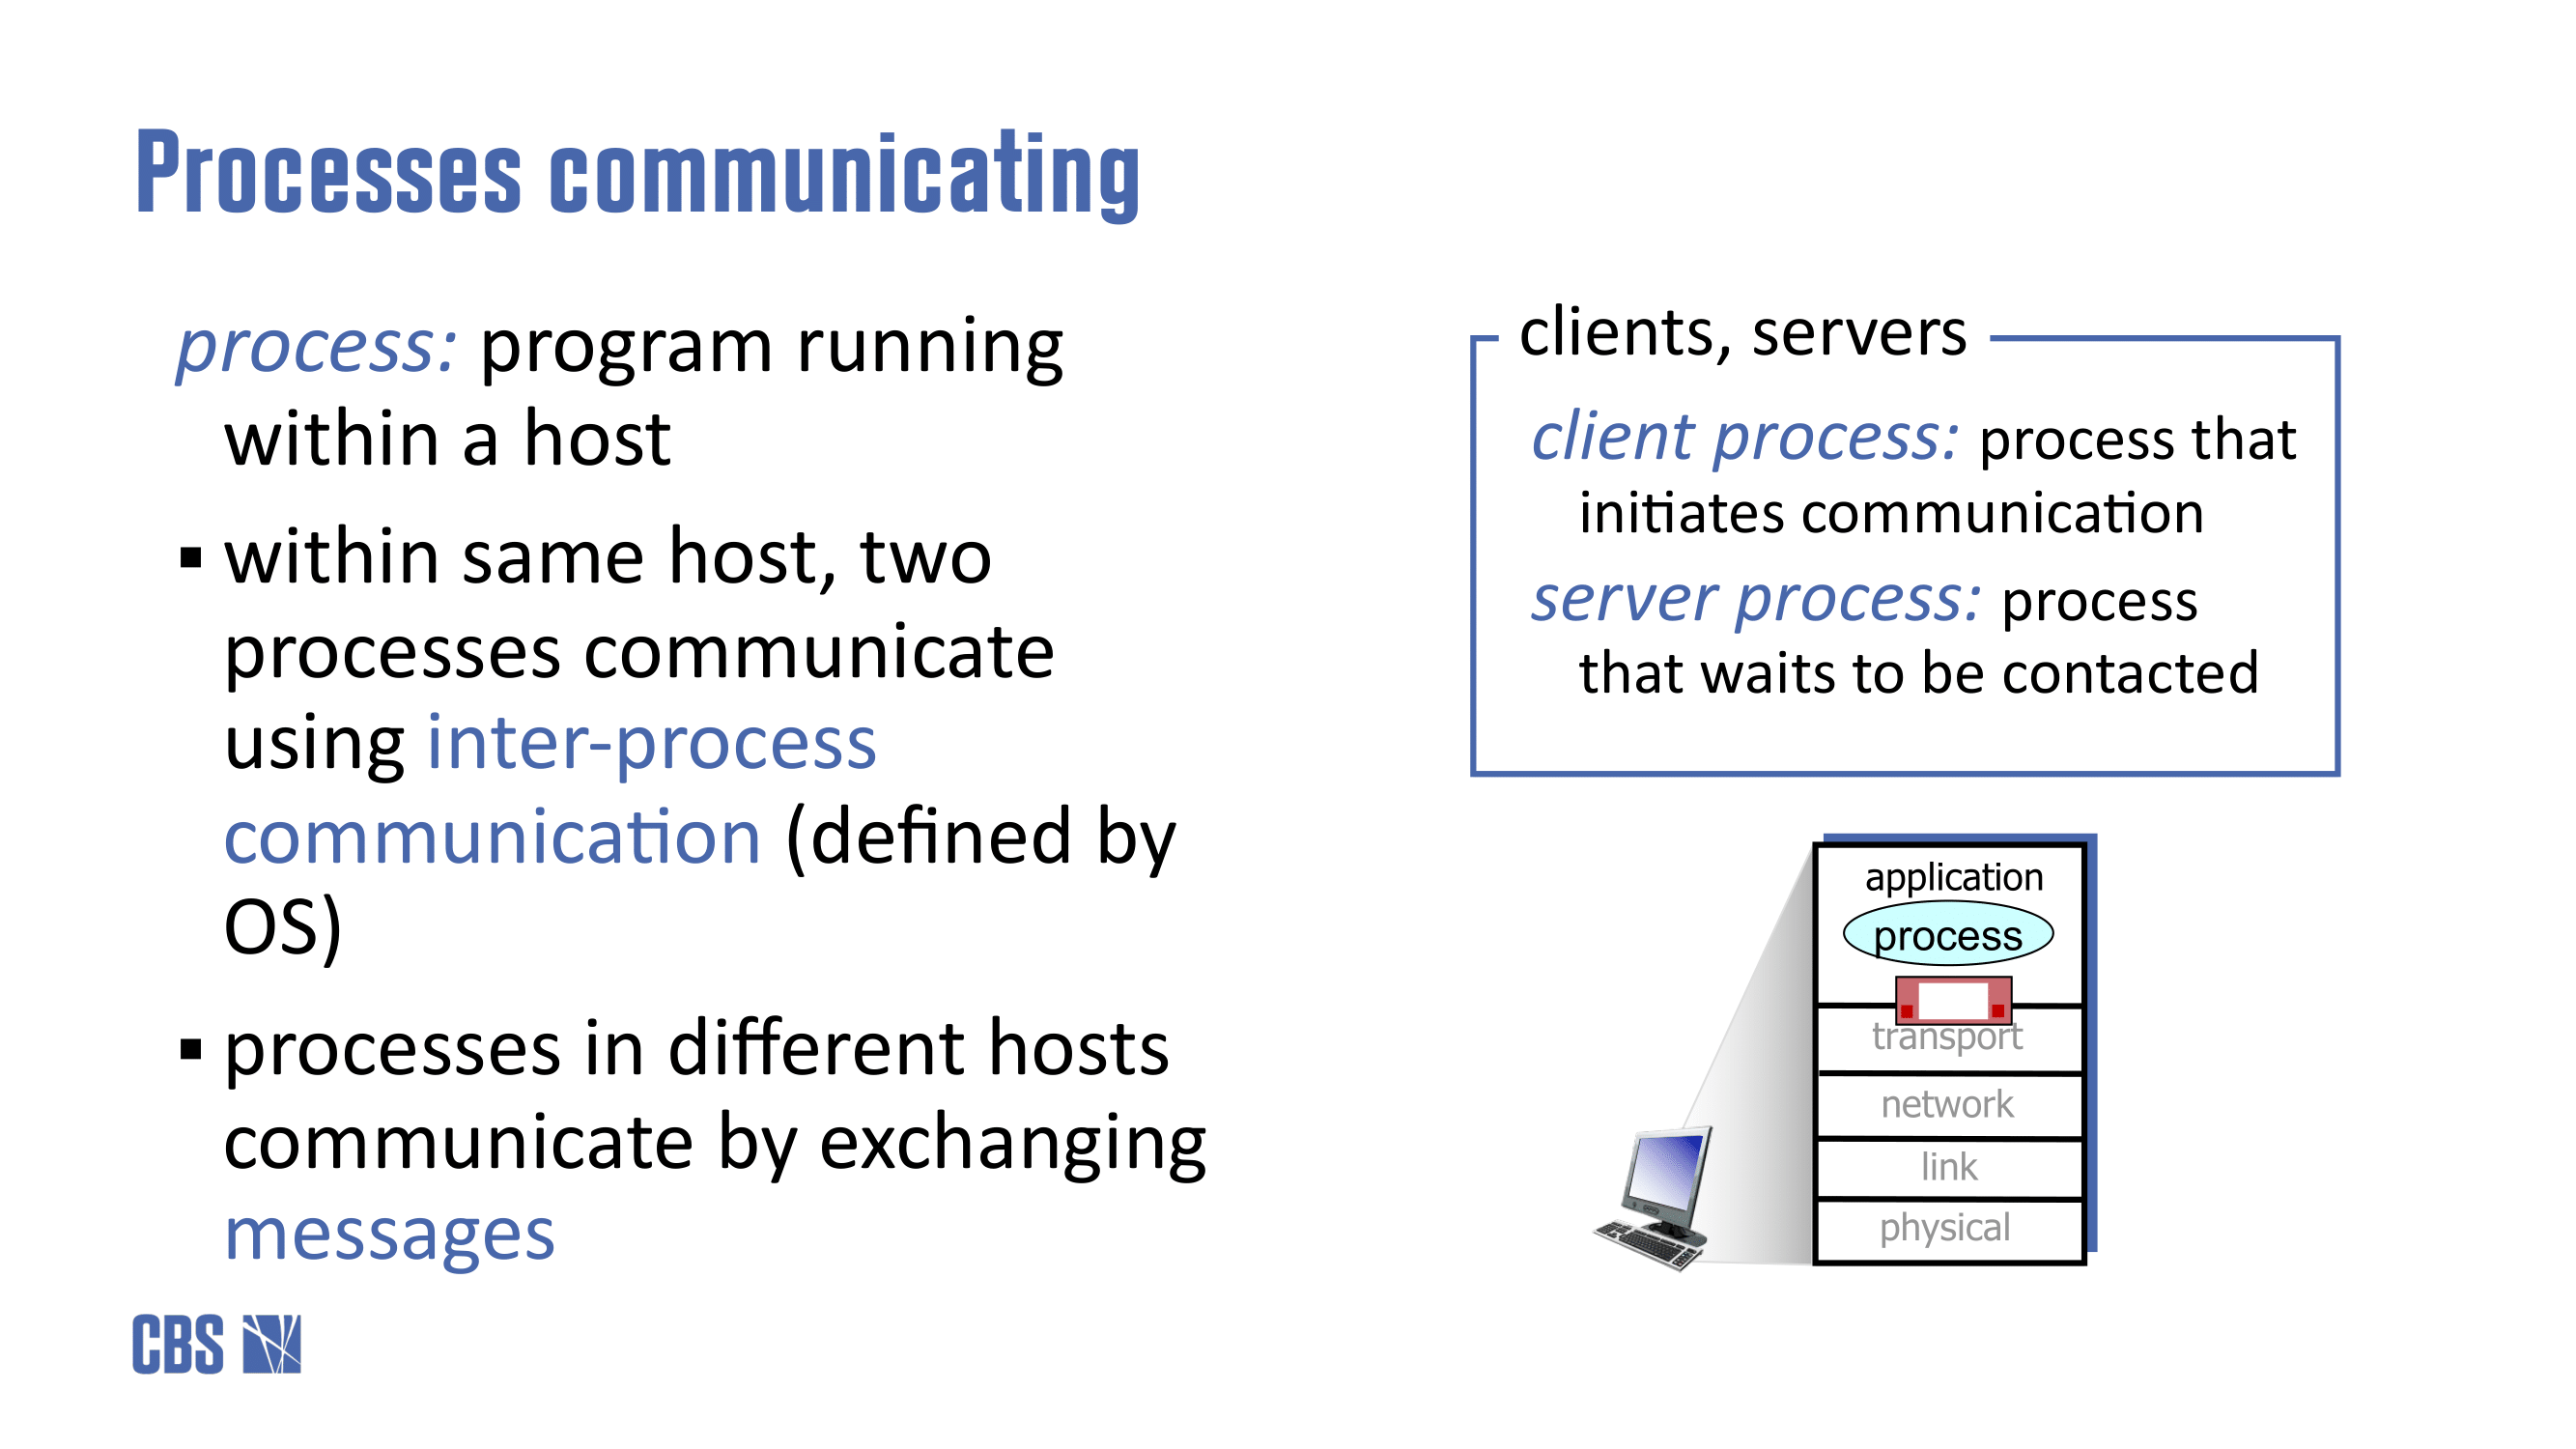 Processes communicating
process: program running
within a host
▪ within same host, two
processes communicate
using inter-process
communication (defined by
OS)
▪ processes in different hosts
communicate by exchanging
messages
clients, servers
client process: process that
initiates communication
server process: process
that waits to be contacted
application
process
transport
network
link
physical
CBS